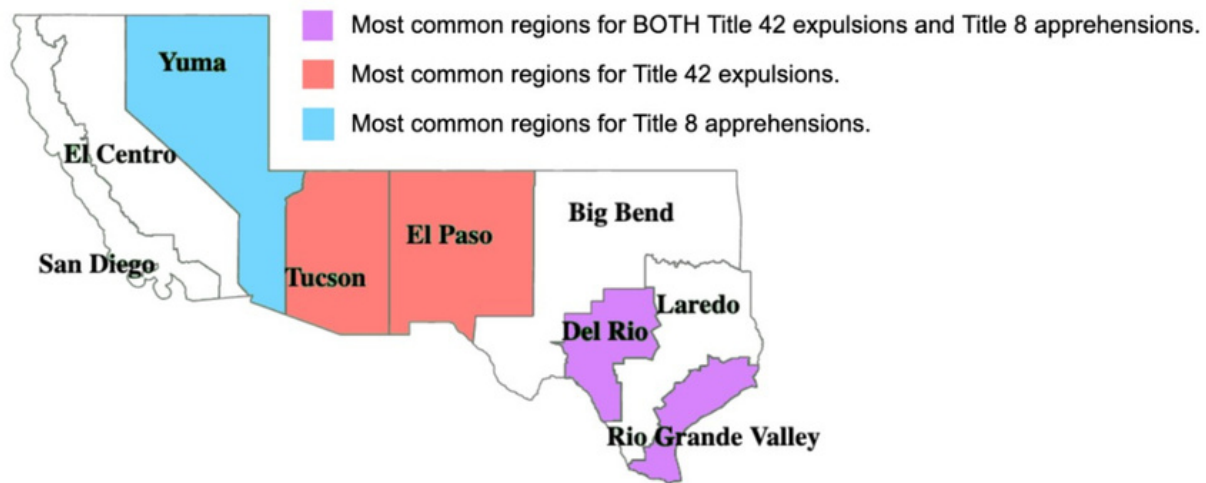 Most common regions for BOTH Title 42 expulsions and Title 8 apprehensions.
Yuma
Most common regions for Title 42 expulsions.
Most common regions for Title 8 apprehensions.
El Centro
Big Bend
El Paso
San Diego
Tucson
Laredo
Del Rio
Rio Grande Valley